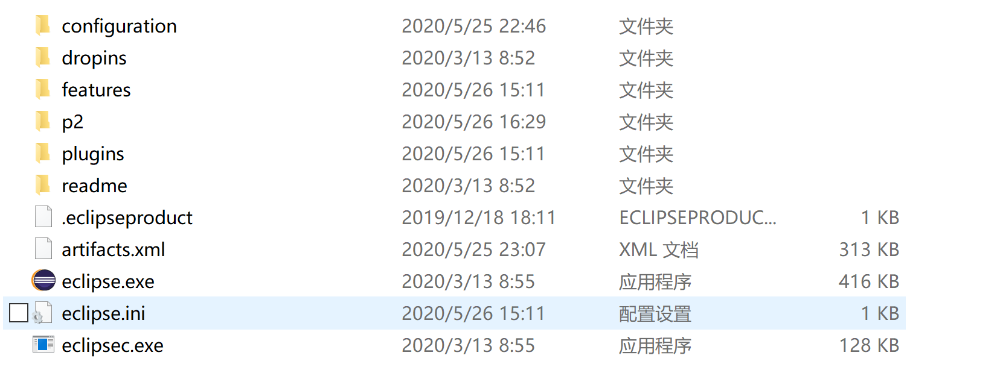 configuration 2020/5/25 22:46 文件夹
dropins 2020/3/13 8:52 文件夹
features 2020/5/26 15:11 文件夹
p2 2020/5/26 16:29 文件夹
plugins 2020/5/26 15:11 文件夹
readme 2020/3/13 8:52 文件夹
.eclipseproduct 2019/12/18 18:11 ECLIPSEPRODUC... 1 KB
artifacts.xml 2020/5/25 23:07 XML 文档 313 KB
eclipse.exe 2020/3/13 8:55 应用程序 416 KB
eclipse.ini 2020/5/26 15:11 配置设置 1 KB
eclipsec.exe 2020/3/13 8:55 应用程序 128 KB